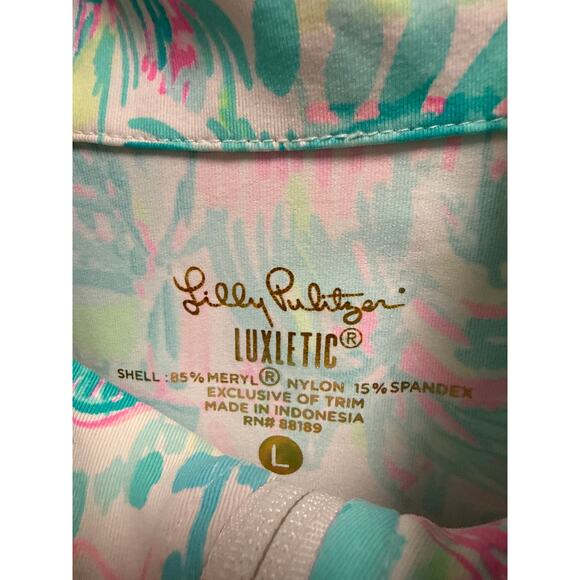 Lilly Pulitzer®
LUXLETIC®
SHELL :85% MERYL® NYLON 15% SPANDEX
EXCLUSIVE OF TRIM
MADE IN INDONESIA
RN# 88189
L